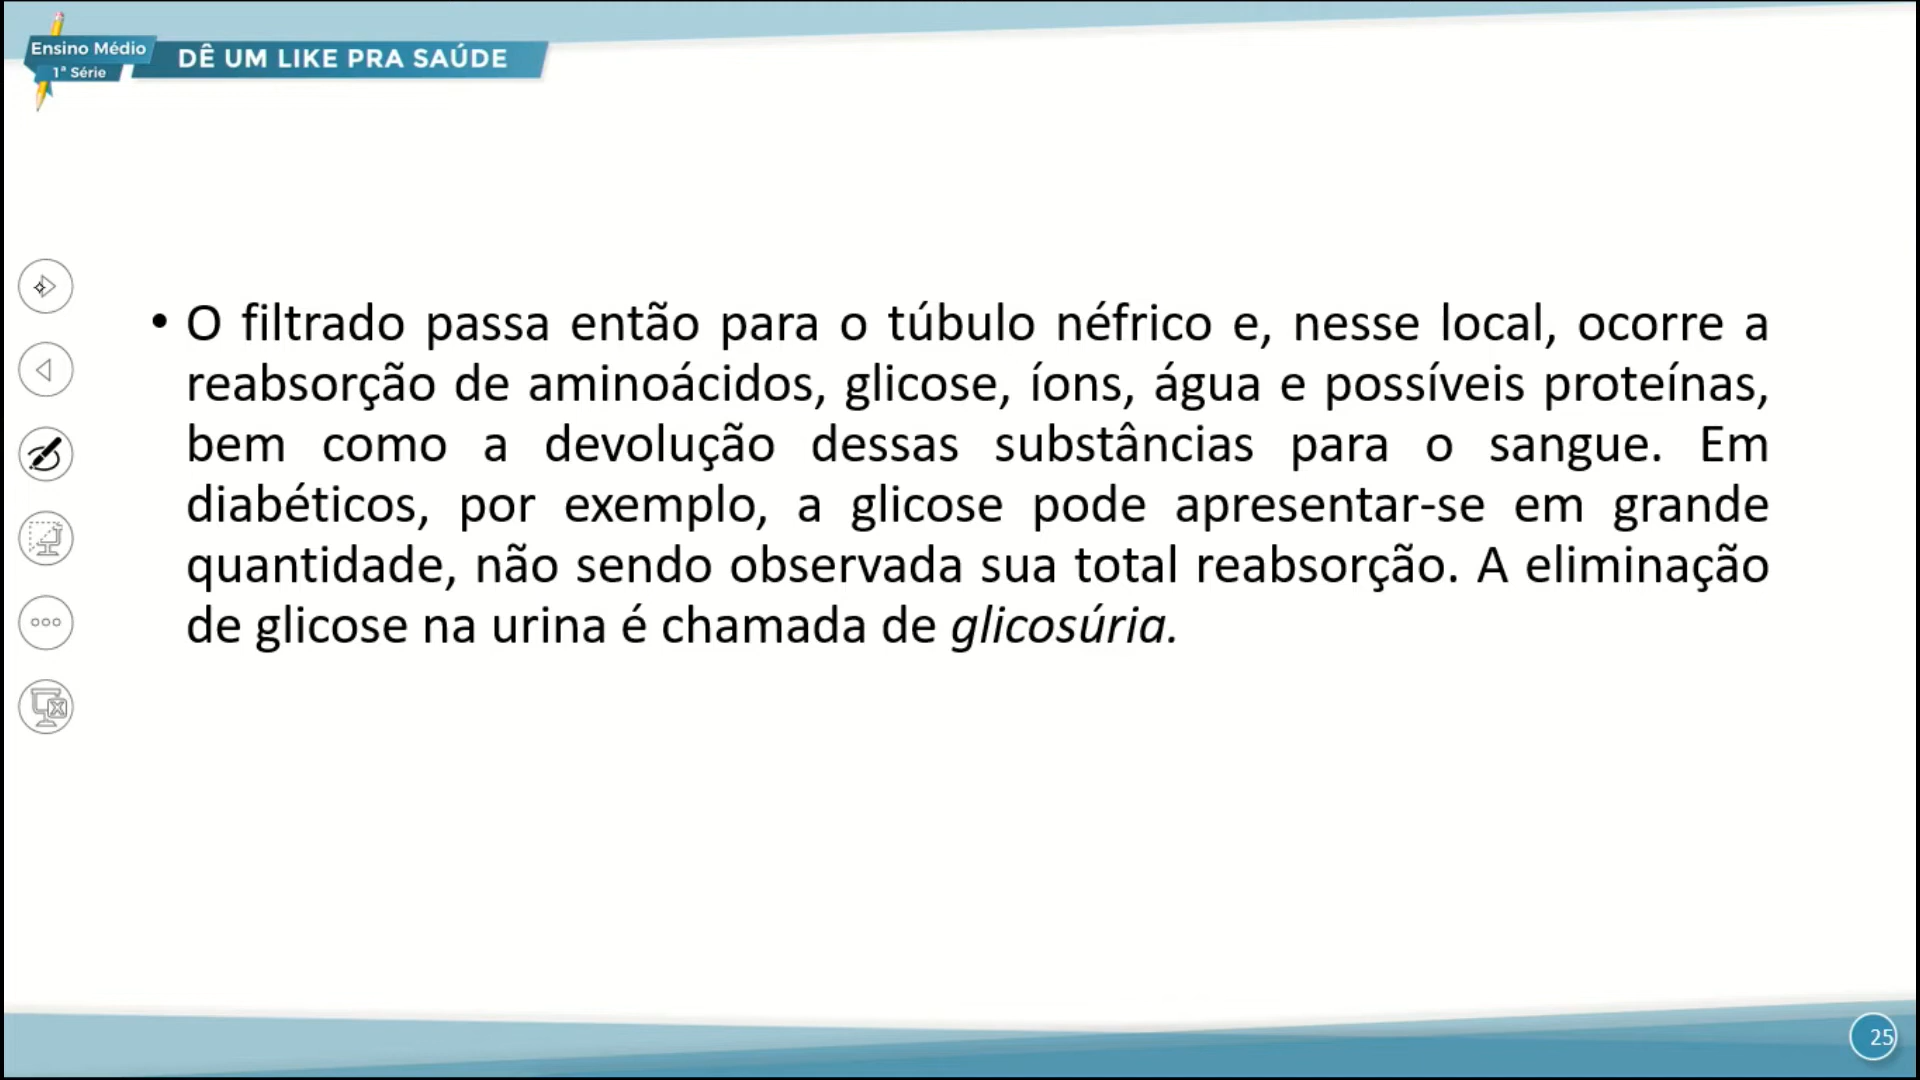 Ensino Médio
1ª Série
DÊ UM LIKE PRA SAÚDE
• O filtrado passa então para o túbulo néfrico e, nesse local, ocorre a
reabsorção de aminoácidos, glicose, íons, água e possíveis proteínas,
bem como a devolução dessas substâncias para o sangue. Em
diabéticos, por exemplo, a glicose pode apresentar-se em grande
quantidade, não sendo observada sua total reabsorção. A eliminação
de glicose na urina é chamada de glicosúria.
25